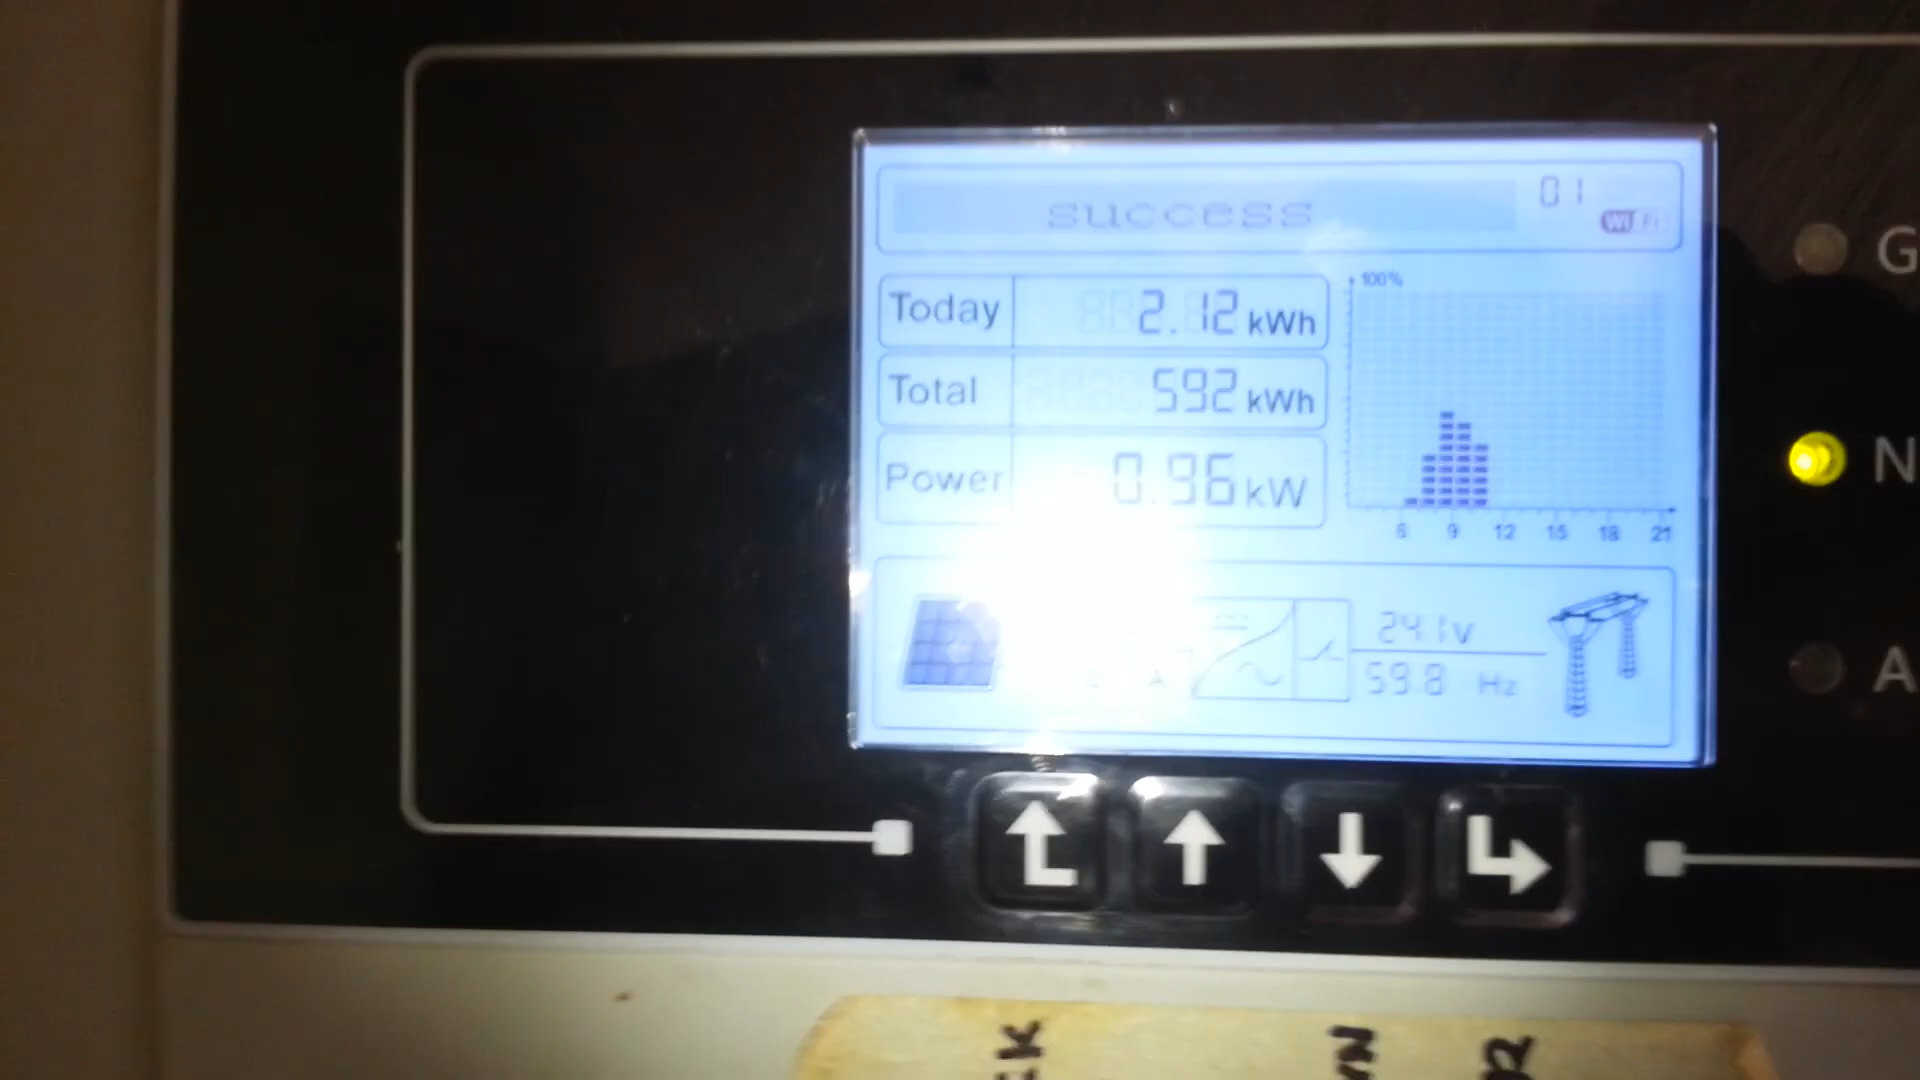 success
01
WiFi
Today 2.12 kWh
Total 592 kWh
Power 0.96 kW
100%
6 9 12 15 18 21
241V
59.8 Hz
A
G
N
A